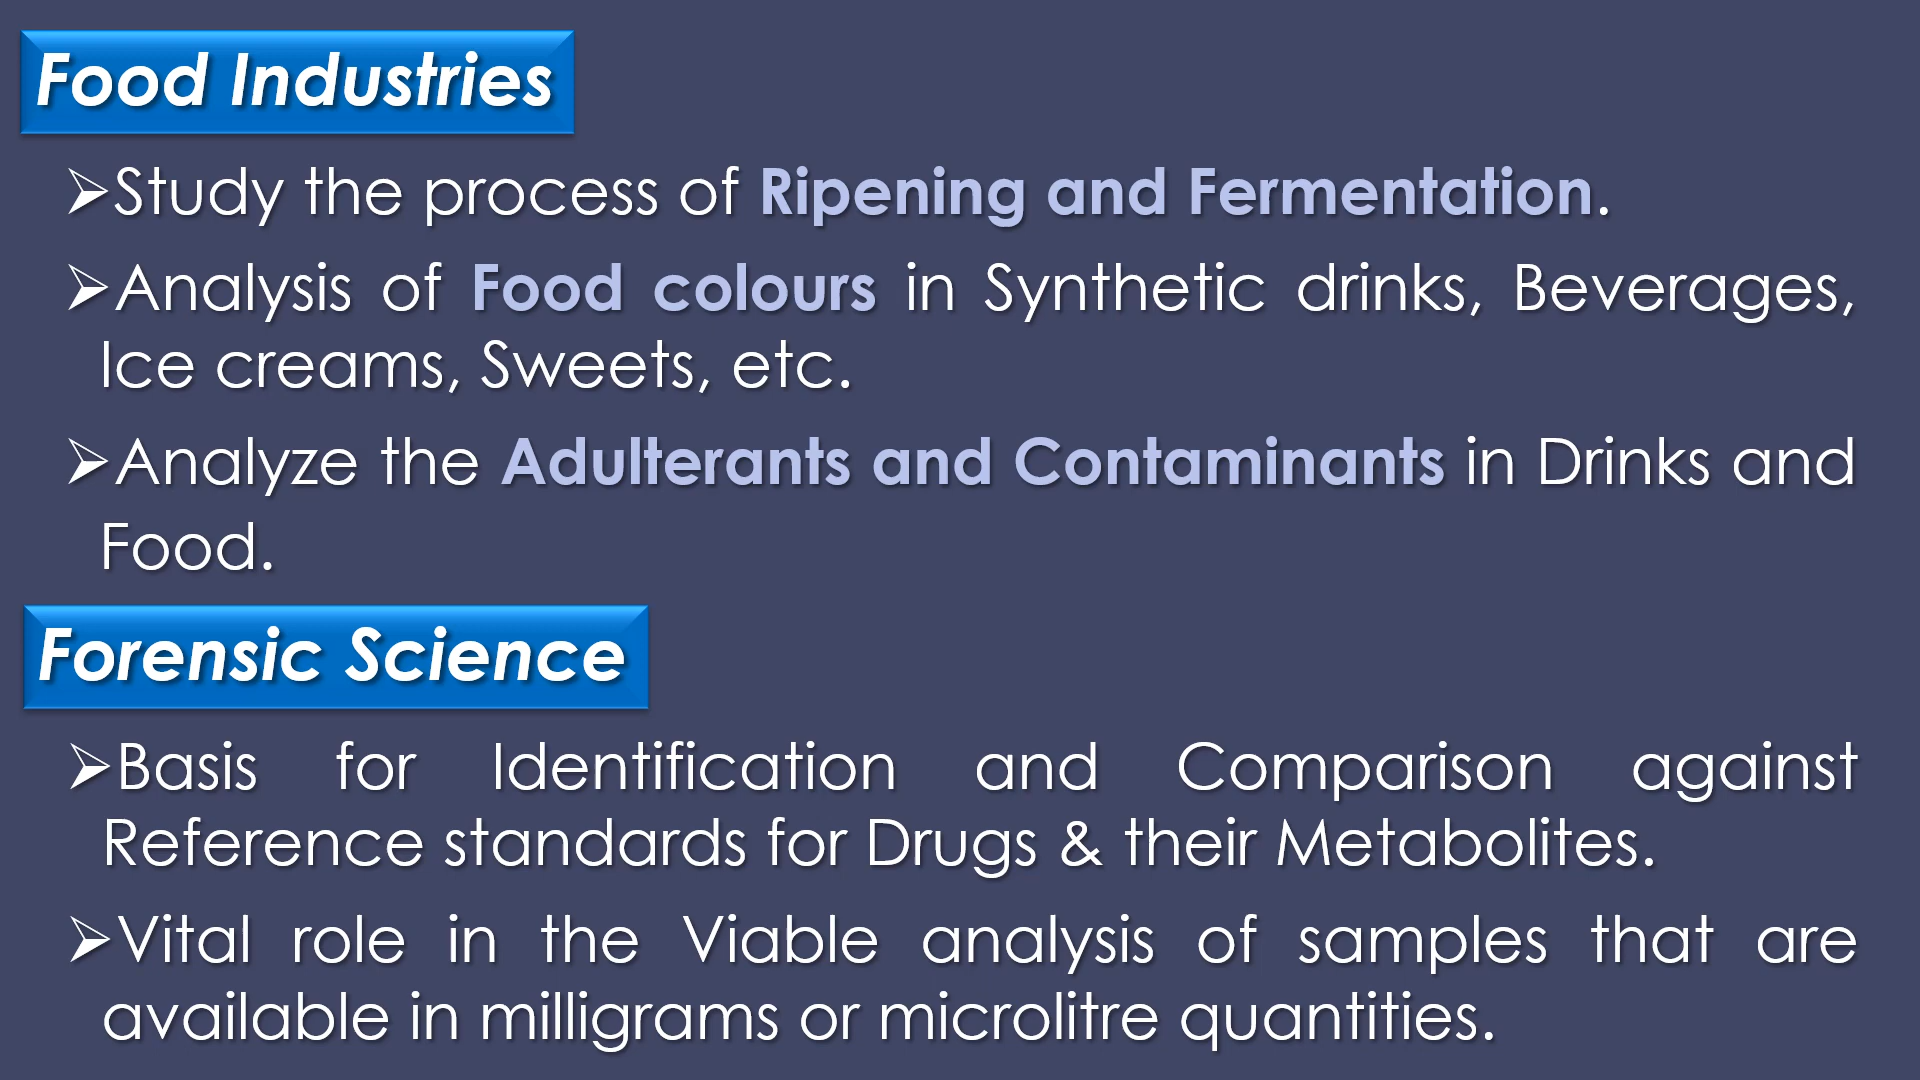 Food Industries
➢Study the process of Ripening and Fermentation.
➢Analysis of Food colours in Synthetic drinks, Beverages,
Ice creams, Sweets, etc.
➢Analyze the Adulterants and Contaminants in Drinks and
Food.
Forensic Science
➢Basis for Identification and Comparison against
Reference standards for Drugs & their Metabolites.
➢Vital role in the Viable analysis of samples that are
available in milligrams or microlitre quantities.